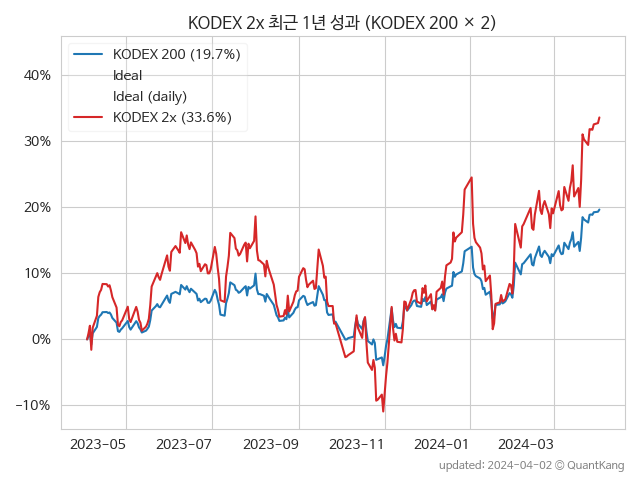 KODEX 2x 최근 1년 성과 (KODEX 200 × 2)
KODEX 200 (19.7%)
Ideal
Ideal (daily)
KODEX 2x (33.6%)
40%
30%
20%
10%
0%
−10%
2023-05
2023-07
2023-09
2023-11
2024-01
2024-03
updated: 2024-04-02 © QuantKang